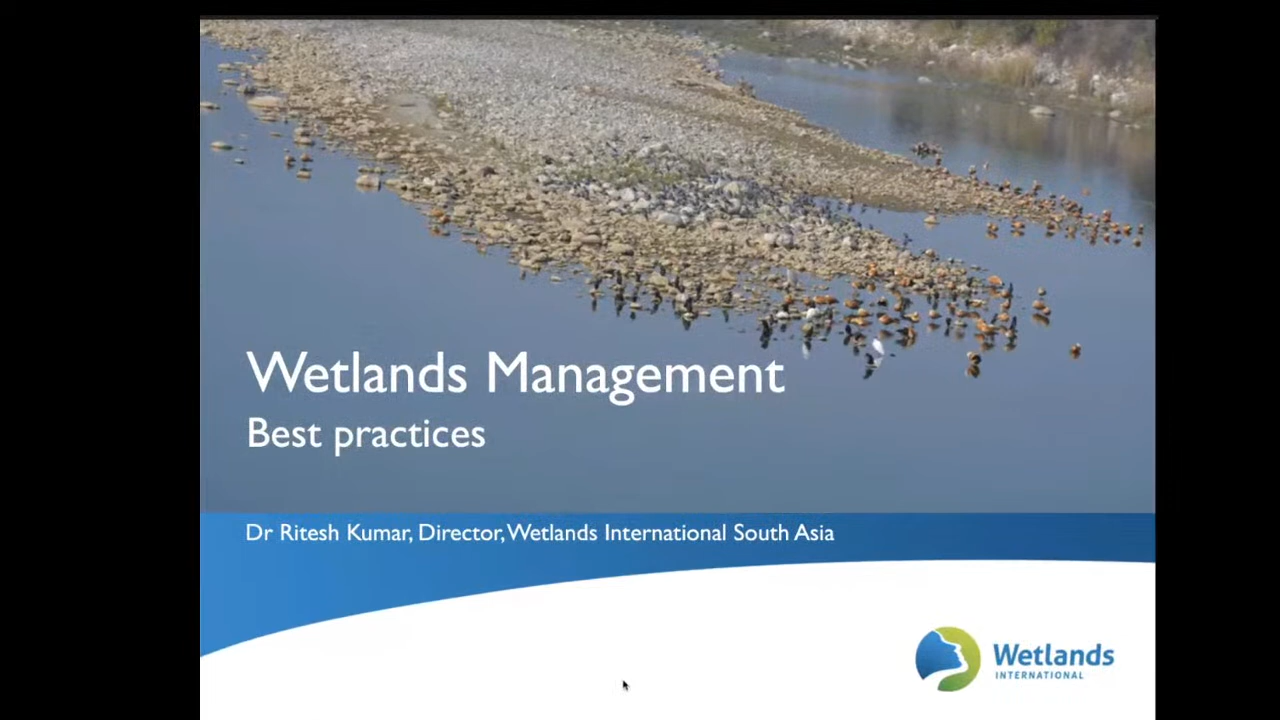 Wetlands Management
Best practices
Dr Ritesh Kumar, Director, Wetlands International South Asia
Wetlands
INTERNATIONAL